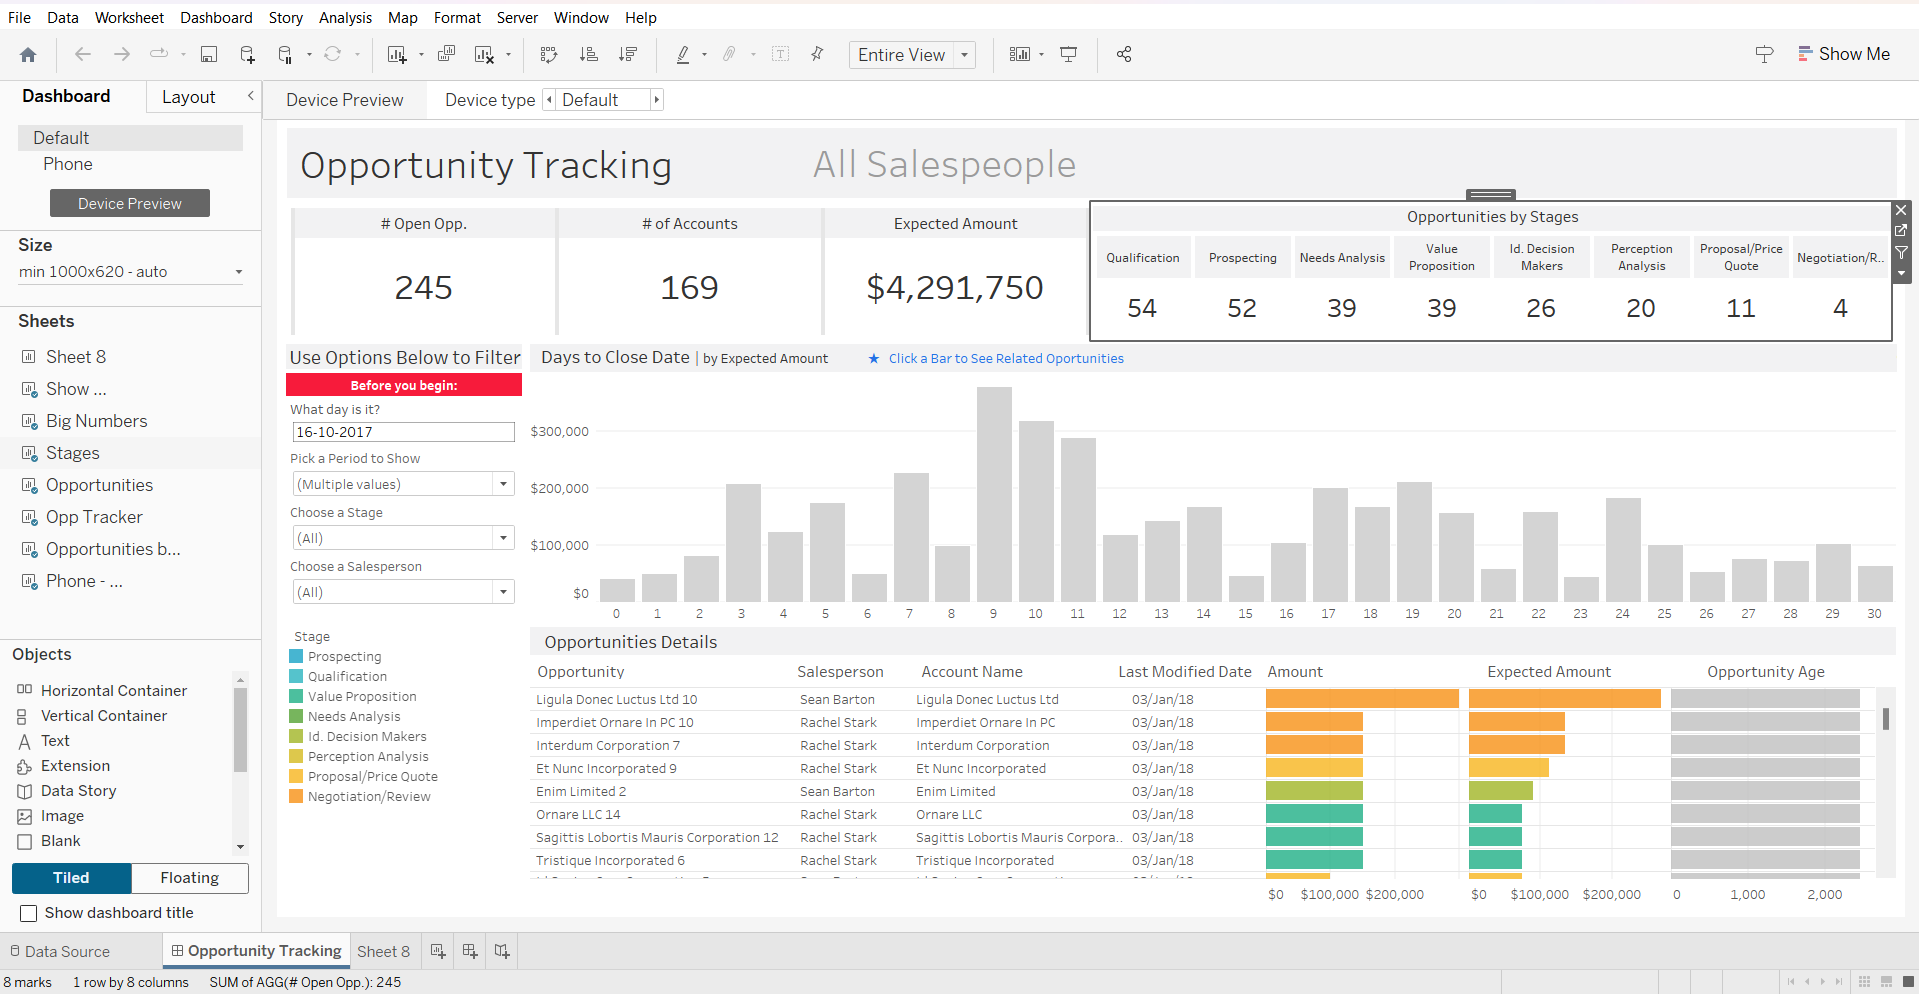 File Data Worksheet Dashboard Story Analysis Map Format Server Window Help
Entire View
Show Me
Dashboard Layout
Device Preview Device type Default
Default
Phone
Device Preview
Size
min 1000x620 - auto
Sheets
Sheet 8
Show ...
Big Numbers
Stages
Opportunities
Opp Tracker
Opportunities b...
Phone - ...
Objects
Horizontal Container
Vertical Container
Text
Extension
Data Story
Image
Blank
Tiled Floating
Show dashboard title
Opportunity Tracking All Salespeople
# Open Opp. # of Accounts Expected Amount
245 169 $4,291,750
Opportunities by Stages
Qualification Prospecting Needs Analysis Value Proposition Id. Decision Makers Perception Analysis Proposal/Price Quote Negotiation/R..
54 52 39 39 26 20 11 4
Use Options Below to Filter
Before you begin:
What day is it?
16-10-2017
Pick a Period to Show
(Multiple values)
Choose a Stage
(All)
Choose a Salesperson
(All)
Stage
Prospecting
Qualification
Value Proposition
Needs Analysis
Id. Decision Makers
Perception Analysis
Proposal/Price Quote
Negotiation/Review
Days to Close Date | by Expected Amount ★ Click a Bar to See Related Oportunities
$300,000
$200,000
$100,000
$0
0 1 2 3 4 5 6 7 8 9 10 11 12 13 14 15 16 17 18 19 20 21 22 23 24 25 26 27 28 29 30
Opportunities Details
Opportunity Salesperson Account Name Last Modified Date Amount Expected Amount Opportunity Age
Ligula Donec Luctus Ltd 10 Sean Barton Ligula Donec Luctus Ltd 03/Jan/18
Imperdiet Ornare In PC 10 Rachel Stark Imperdiet Ornare In PC 03/Jan/18
Interdum Corporation 7 Rachel Stark Interdum Corporation 03/Jan/18
Et Nunc Incorporated 9 Rachel Stark Et Nunc Incorporated 03/Jan/18
Enim Limited 2 Sean Barton Enim Limited 03/Jan/18
Ornare LLC 14 Rachel Stark Ornare LLC 03/Jan/18
Sagittis Lobortis Mauris Corporation 12 Rachel Stark Sagittis Lobortis Mauris Corpora.. 03/Jan/18
Tristique Incorporated 6 Rachel Stark Tristique Incorporated 03/Jan/18
$0 $100,000 $200,000 $0 $100,000 $200,000 0 1,000 2,000
Data Source Opportunity Tracking Sheet 8
8 marks 1 row by 8 columns SUM of AGG(# Open Opp.): 245